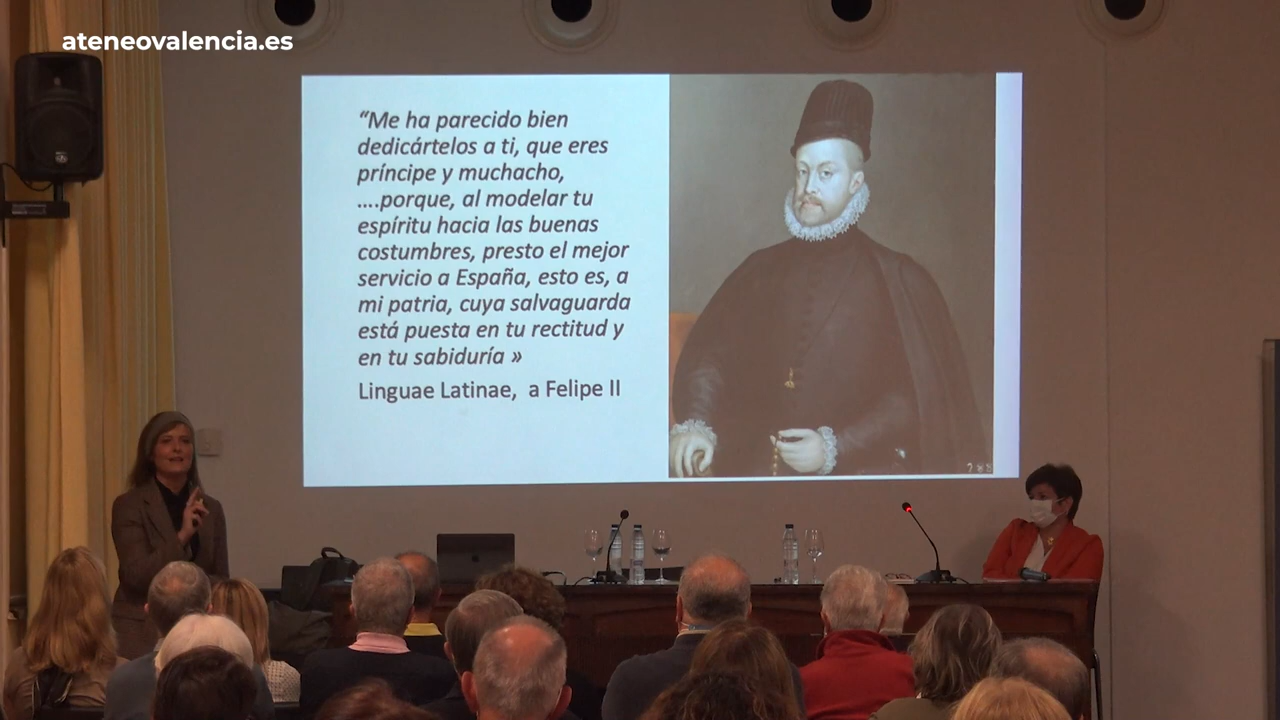 ateneovalencia.es
“Me ha parecido bien
dedicártelos a ti, que eres
príncipe y muchacho,
....porque, al modelar tu
espíritu hacia las buenas
costumbres, presto el mejor
servicio a España, esto es, a
mi patria, cuya salvaguarda
está puesta en tu rectitud y
en tu sabiduría »
Linguae Latinae, a Felipe II